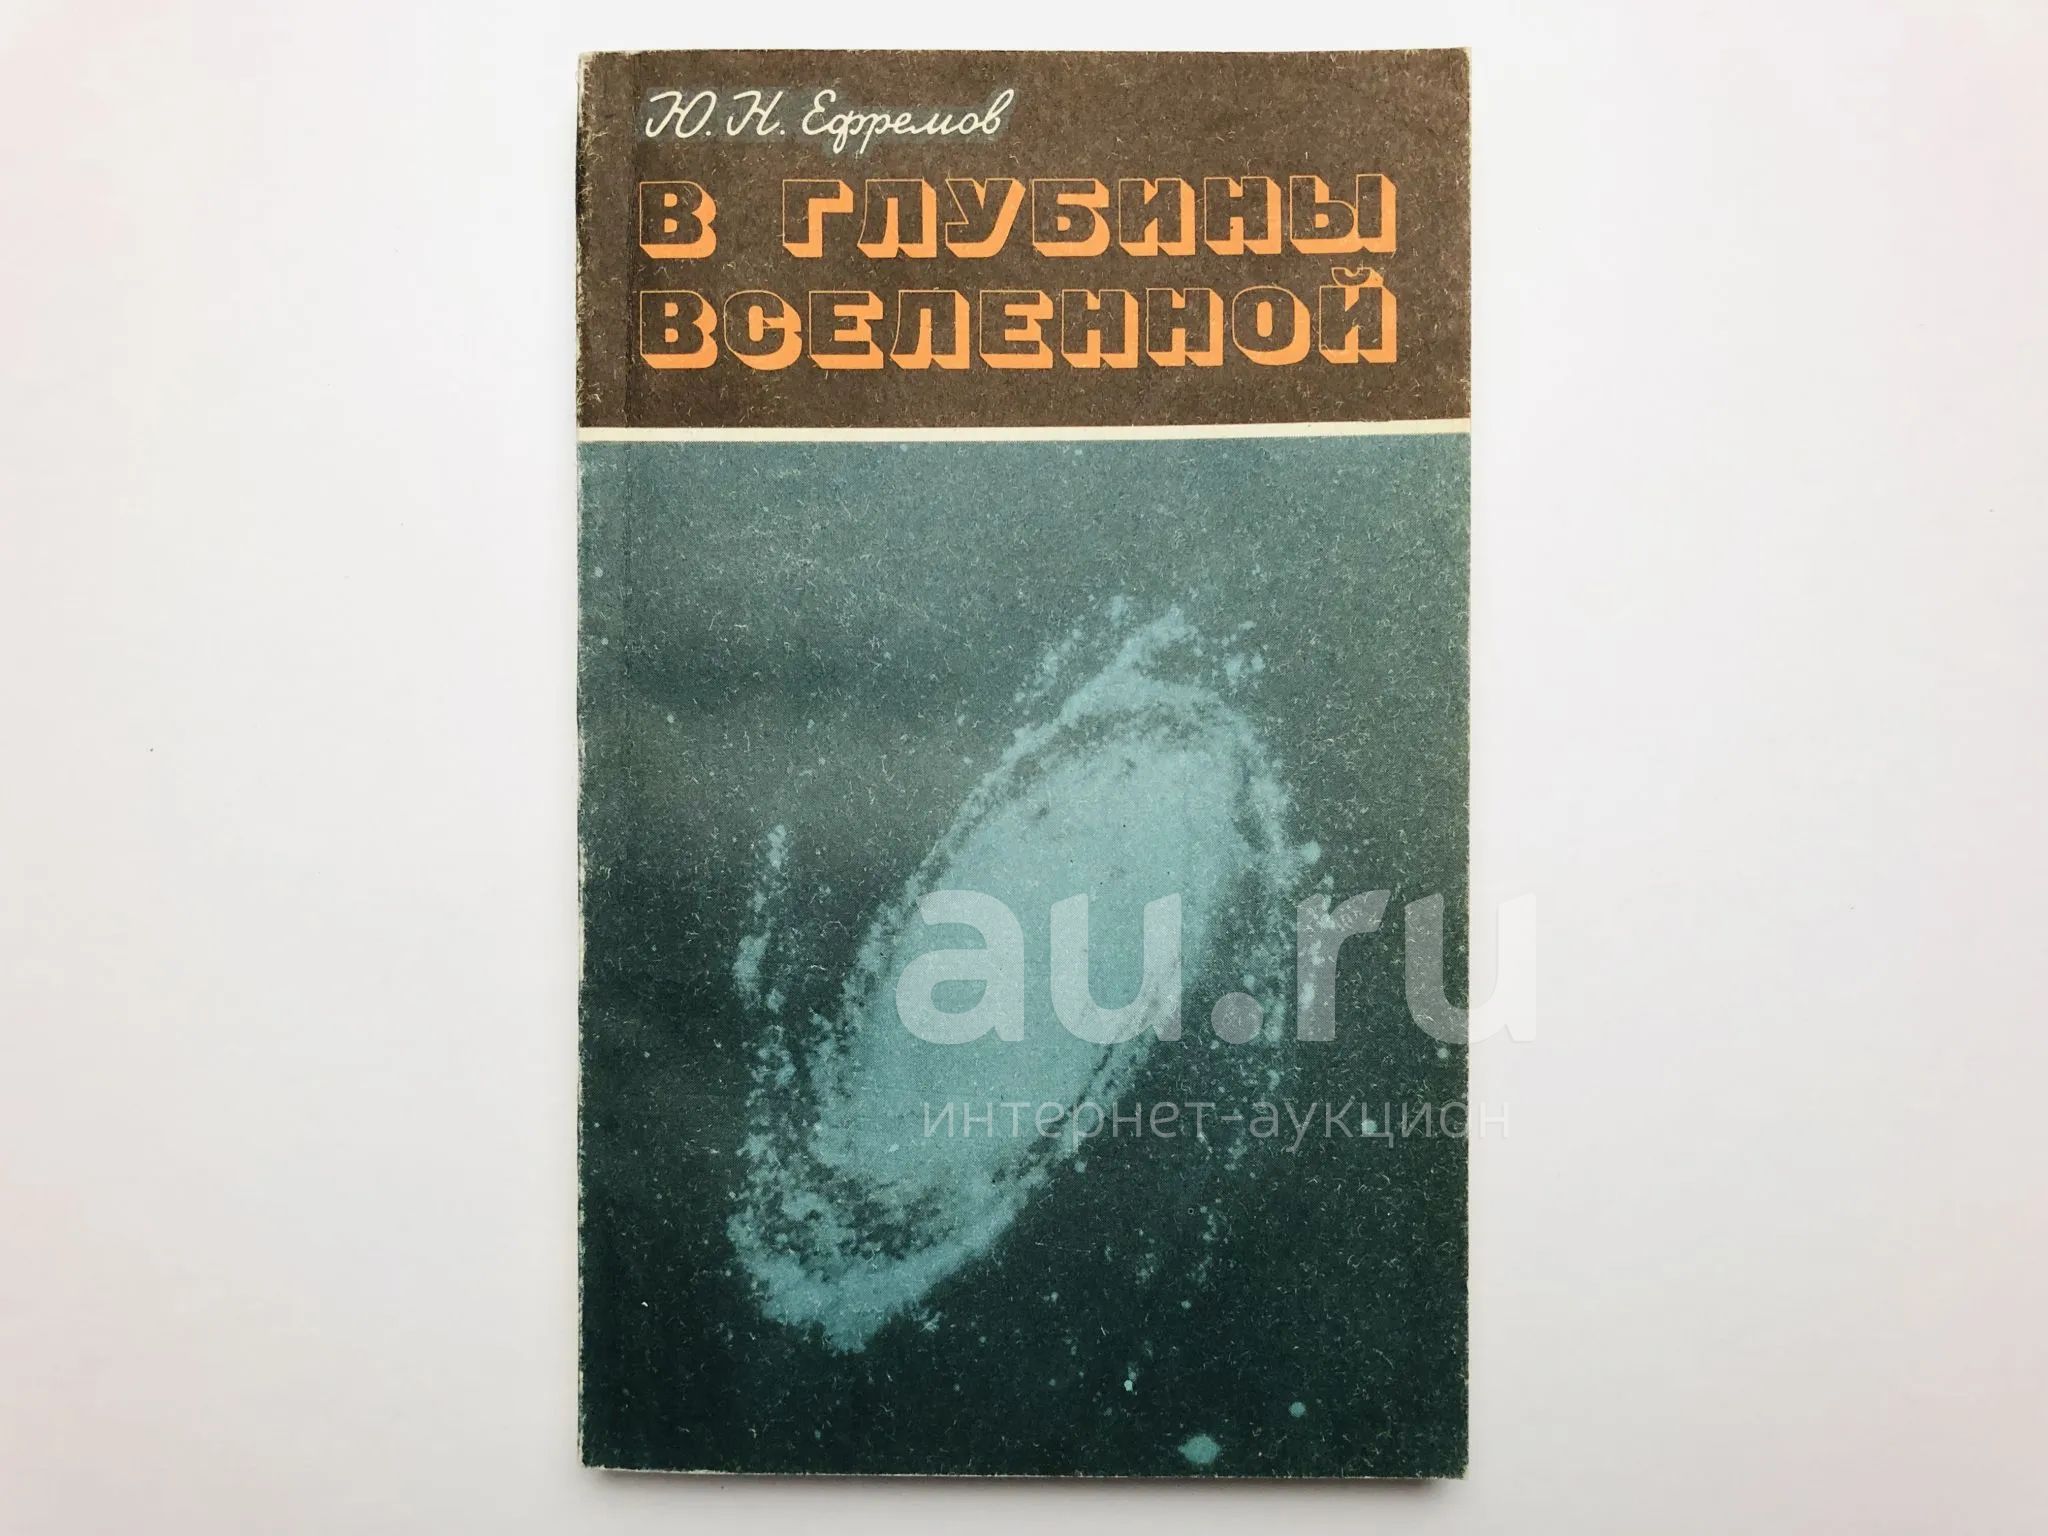 Ю. Н. Ефремов
В ГЛУБИНЫ
ВСЕЛЕННОЙ
au.ru
интернет-аукцион